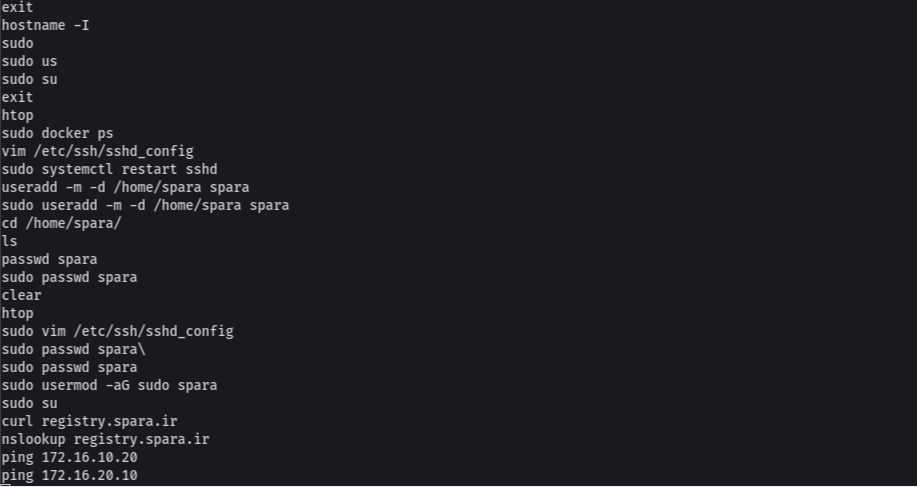 exit
hostname -I
sudo
sudo us
sudo su
exit
htop
sudo docker ps
vim /etc/ssh/sshd_config
sudo systemctl restart sshd
useradd -m -d /home/spara spara
sudo useradd -m -d /home/spara spara
cd /home/spara/
ls
passwd spara
sudo passwd spara
clear
htop
sudo vim /etc/ssh/sshd_config
sudo passwd spara\
sudo passwd spara
sudo usermod -aG sudo spara
sudo su
curl registry.spara.ir
nslookup registry.spara.ir
ping 172.16.10.20
ping 172.16.20.10